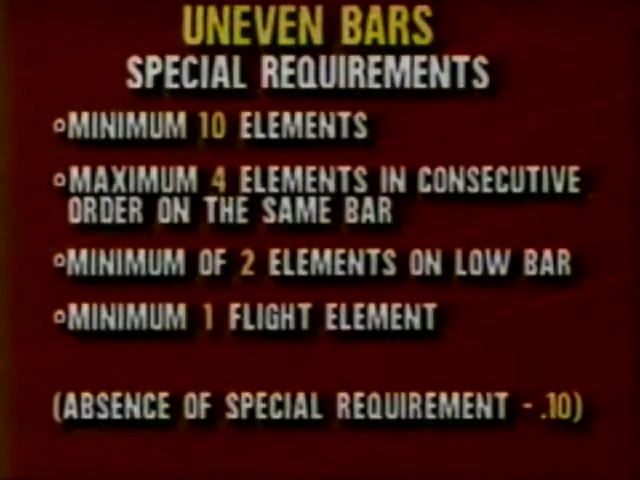 UNEVEN BARS
SPECIAL REQUIREMENTS
°MINIMUM 10 ELEMENTS
°MAXIMUM 4 ELEMENTS IN CONSECUTIVE
ORDER ON THE SAME BAR
°MINIMUM OF 2 ELEMENTS ON LOW BAR
°MINIMUM 1 FLIGHT ELEMENT
(ABSENCE OF SPECIAL REQUIREMENT - .10)